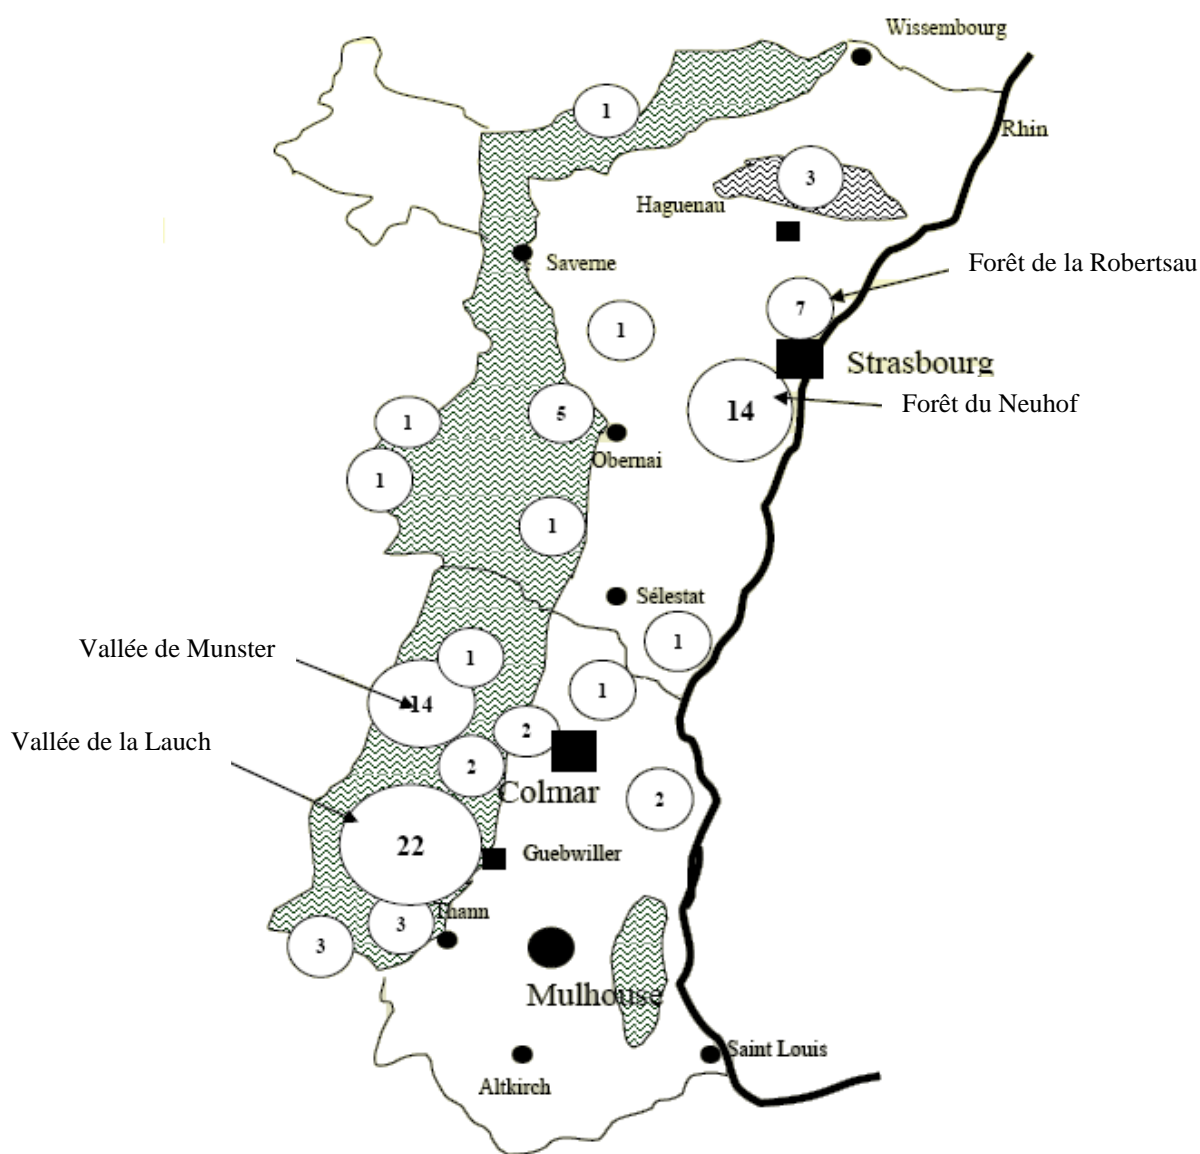 Wissembourg
1
Rhin
3
Haguenau
Saverne
Forêt de la Robertsau
7
1
Strasbourg
Forêt du Neuhof
1
5
14
Obernai
1
1
Sélestat
1
Vallée de Munster
1
1
14
2
Vallée de la Lauch
2
Colmar
2
22
Guebwiller
Thann
3
3
Mulhouse
Saint Louis
Altkirch